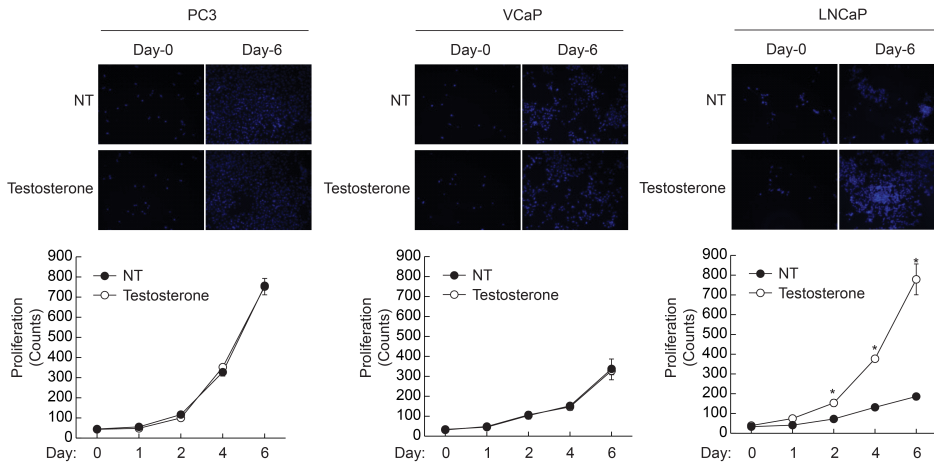 PC3
Day-0 Day-6
NT
Testosterone
900
800
700
600
500
400
300
200
100
0
Proliferation
(Counts)
NT
Testosterone
Day: 0 1 2 4 6
VCaP
Day-0 Day-6
NT
Testosterone
900
800
700
600
500
400
300
200
100
0
Proliferation
(Counts)
NT
Testosterone
Day: 0 1 2 4 6
LNCaP
Day-0 Day-6
NT
Testosterone
900
800
700
600
500
400
300
200
100
0
Proliferation
(Counts)
NT
Testosterone
*
*
*
Day: 0 1 2 4 6